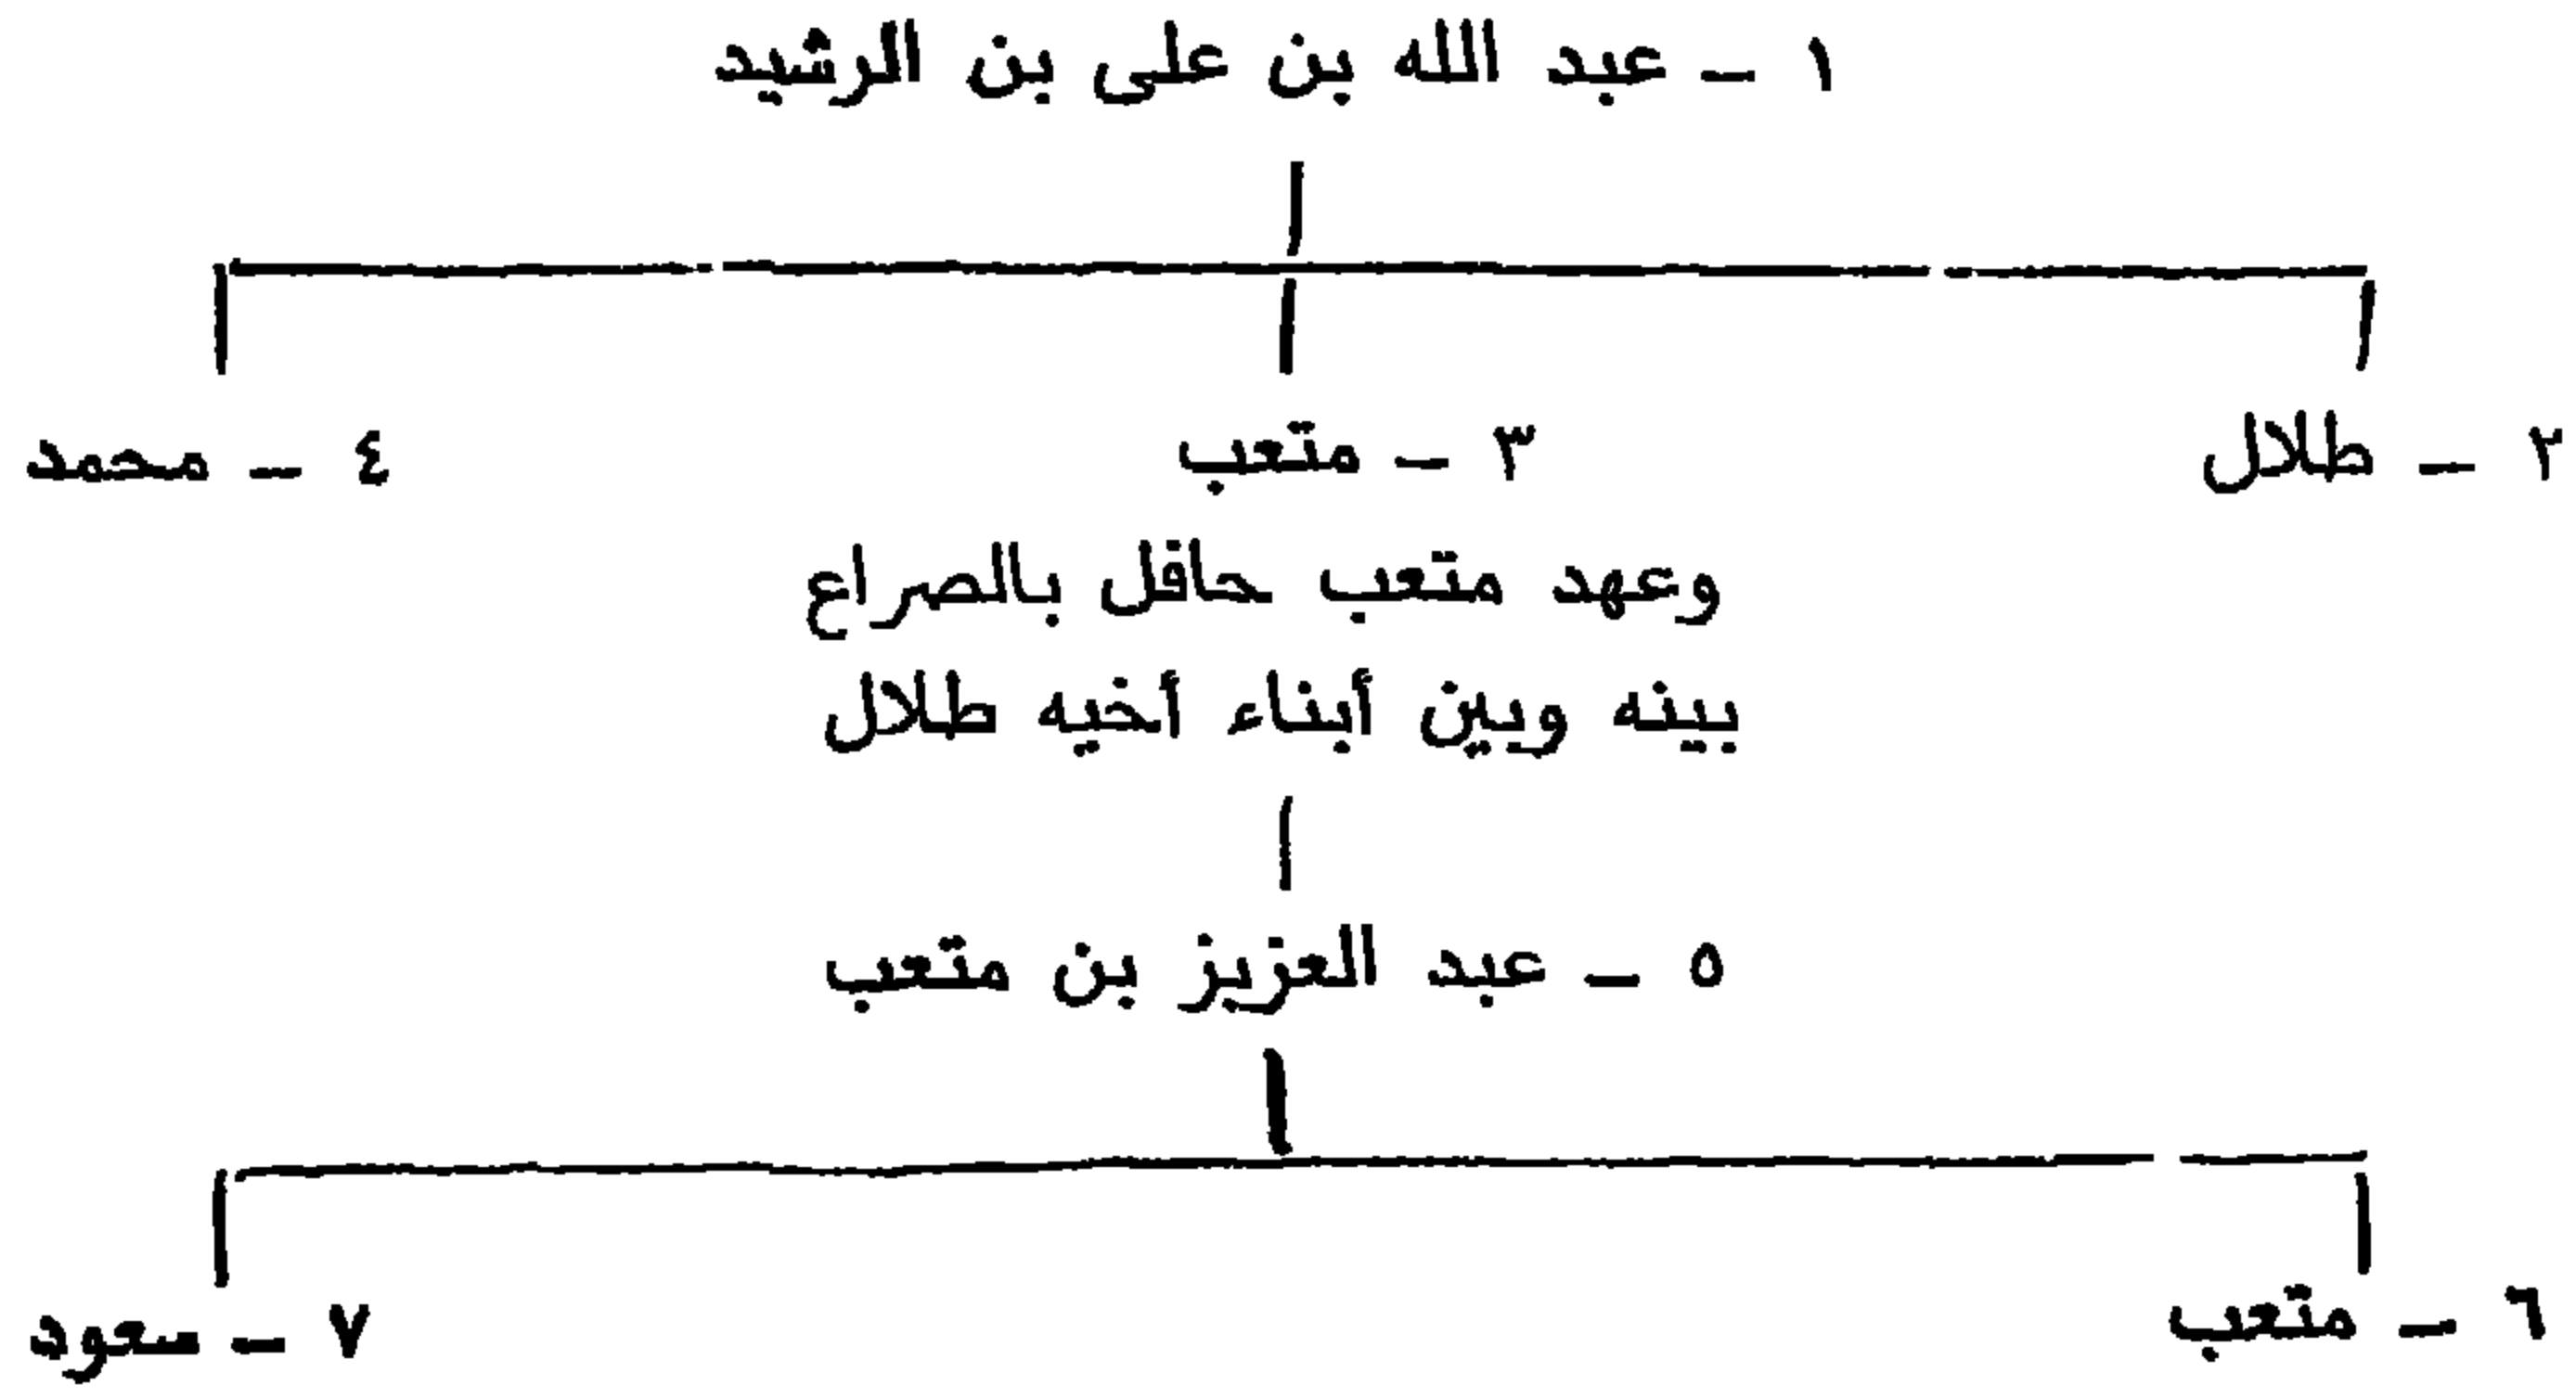 ١ – عبد الله بن على بن الرشيد
٢ – طلال
٣ – متعب
٤ – محمد
وعهد متعب حافل بالصراع
بينه وبين أبناء أخيه طلال
٥ – عبد العزيز بن متعب
٦ – متعب
٧ – سعود